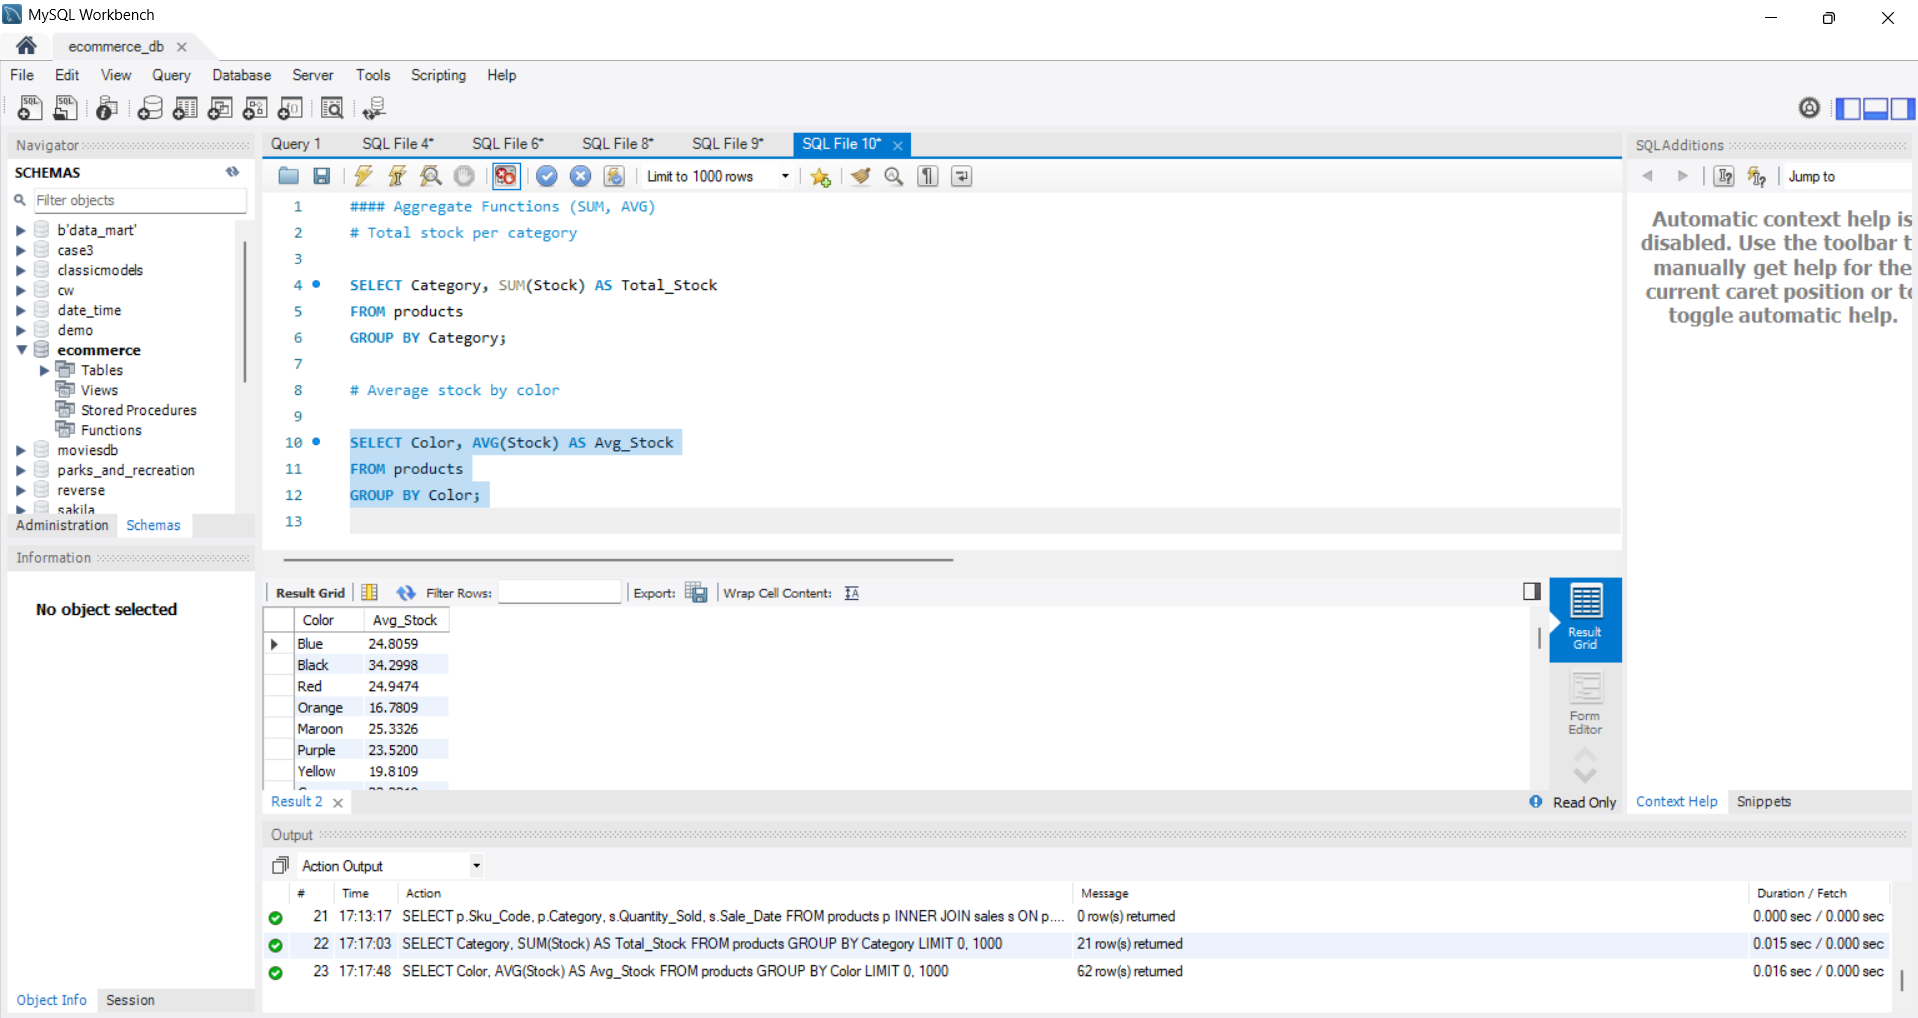 MySQL Workbench
ecommerce_db
File Edit View Query Database Server Tools Scripting Help
Navigator
SCHEMAS
Filter objects
b'data_mart'
case3
classicmodels
cw
date_time
demo
ecommerce
Tables
Views
Stored Procedures
Functions
moviesdb
parks_and_recreation
reverse
sakila
Administration Schemas
Information
No object selected
Object Info Session
Query 1 SQL File 4* SQL File 6* SQL File 8* SQL File 9* SQL File 10*
Limit to 1000 rows
1 #### Aggregate Functions (SUM, AVG)
2 # Total stock per category
3
4 SELECT Category, SUM(Stock) AS Total_Stock
5 FROM products
6 GROUP BY Category;
7
8 # Average stock by color
9
10 SELECT Color, AVG(Stock) AS Avg_Stock
11 FROM products
12 GROUP BY Color;
13
Result Grid Filter Rows: Export: Wrap Cell Content:
Color Avg_Stock
Blue 24.8059
Black 34.2998
Red 24.9474
Orange 16.7809
Maroon 25.3326
Purple 23.5200
Yellow 19.8109
Result 2
Result
Grid
Form
Editor
Read Only
SQLAdditions
Jump to
Automatic context help is
disabled. Use the toolbar t
manually get help for the
current caret position or to
toggle automatic help.
Context Help Snippets
Output
Action Output
# Time Action Message Duration / Fetch
21 17:13:17 SELECT p.Sku_Code, p.Category, s.Quantity_Sold, s.Sale_Date FROM products p INNER JOIN sales s ON p.... 0 row(s) returned 0.000 sec / 0.000 sec
22 17:17:03 SELECT Category, SUM(Stock) AS Total_Stock FROM products GROUP BY Category LIMIT 0, 1000 21 row(s) returned 0.015 sec / 0.000 sec
23 17:17:48 SELECT Color, AVG(Stock) AS Avg_Stock FROM products GROUP BY Color LIMIT 0, 1000 62 row(s) returned 0.016 sec / 0.000 sec